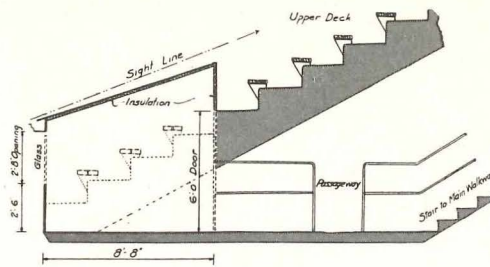 Upper Deck
Sight Line
Insulation
2'-8" Opening
Glass
6'-0" Door
2'-6
Passageway
Stair to Main Wallowa
8'-8"